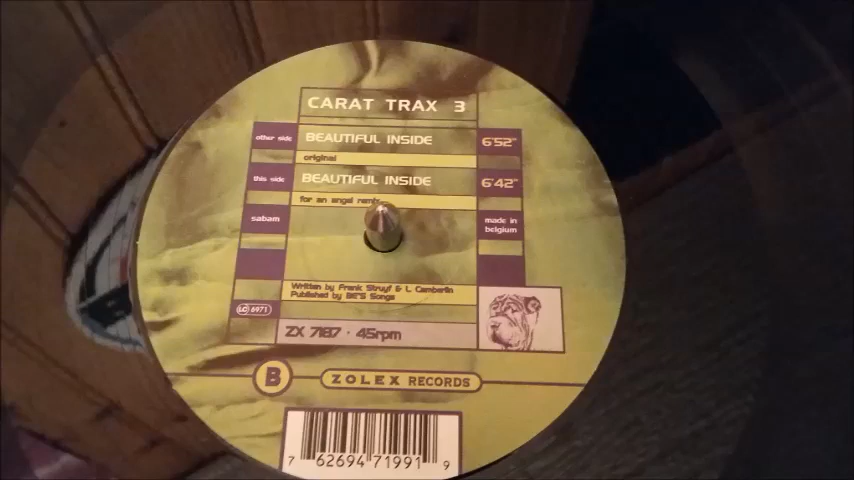 CARAT TRAX 3
other side BEAUTIFUL INSIDE 6'52"
original
this side BEAUTIFUL INSIDE 6'42"
for an angel remix
sabam made in
belgium
Written by Frank Struyf & L Camberlin
Published by BE'S Songs
LC 6971
ZX 7187 · 45rpm
B ZOLEX RECORDS
7 62694 71991 9